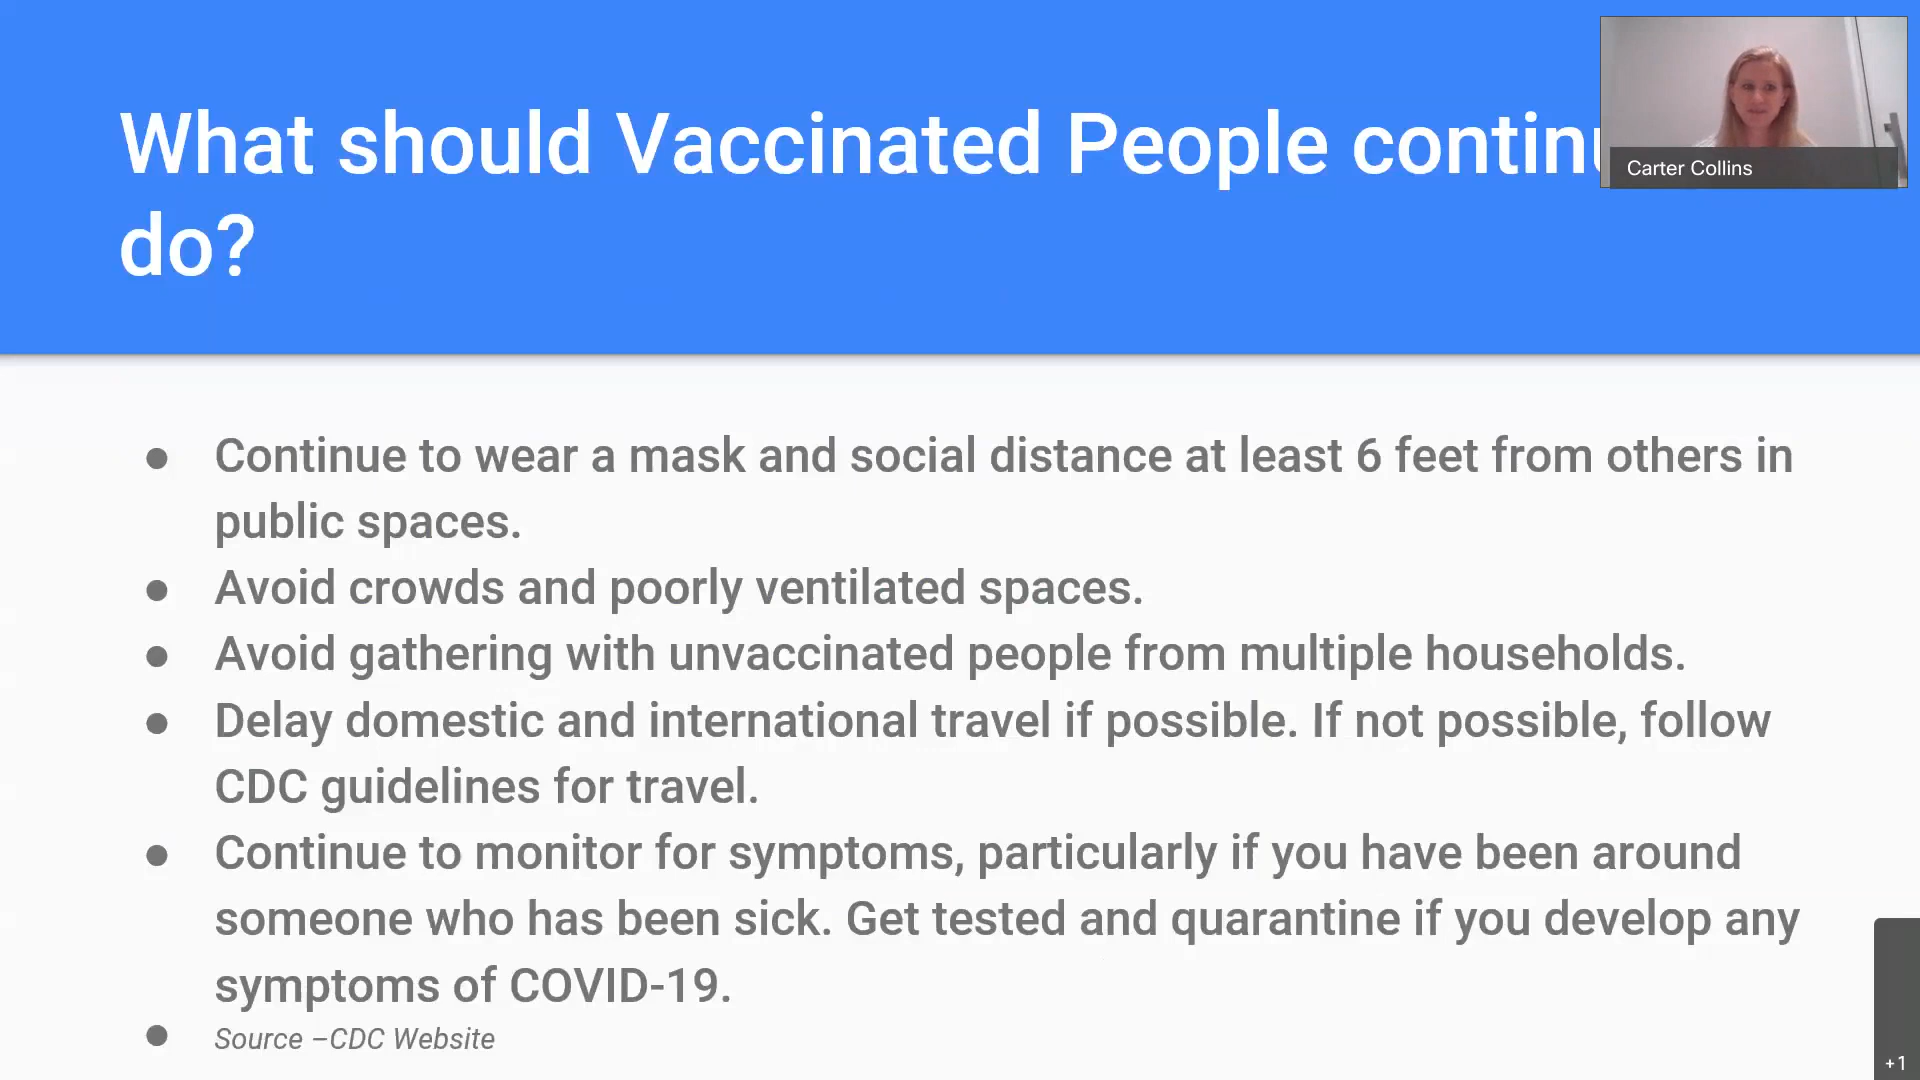 What should Vaccinated People
do?
Carter Collins
● Continue to wear a mask and social distance at least 6 feet from others in
public spaces.
● Avoid crowds and poorly ventilated spaces.
● Avoid gathering with unvaccinated people from multiple households.
● Delay domestic and international travel if possible. If not possible, follow
CDC guidelines for travel.
● Continue to monitor for symptoms, particularly if you have been around
someone who has been sick. Get tested and quarantine if you develop any
symptoms of COVID-19.
● Source –CDC Website
+1